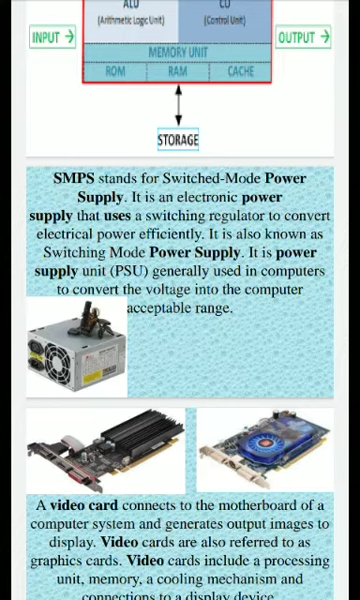 ALU
CU
(Arithmetic Logic Unit)
(Control Unit)
INPUT →
OUTPUT →
MEMORY UNIT
ROM
RAM
CACHE
STORAGE
SMPS stands for Switched-Mode Power
Supply. It is an electronic power
supply that uses a switching regulator to convert
electrical power efficiently. It is also known as
Switching Mode Power Supply. It is power
supply unit (PSU) generally used in computers
to convert the voltage into the computer
acceptable range.
A video card connects to the motherboard of a
computer system and generates output images to
display. Video cards are also referred to as
graphics cards. Video cards include a processing
unit, memory, a cooling mechanism and
connections to a display device